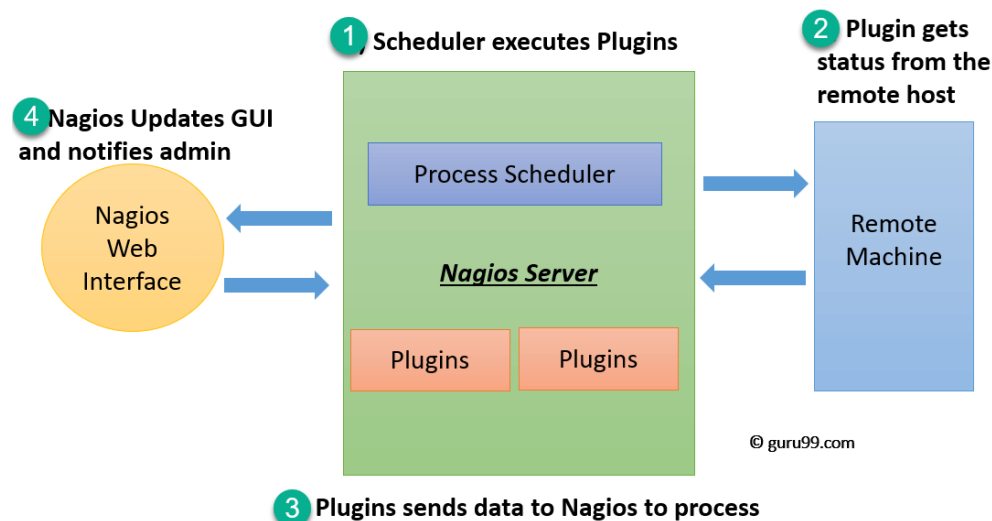 1 Scheduler executes Plugins
2 Plugin gets
status from the
remote host
4 Nagios Updates GUI
and notifies admin
Process Scheduler
Nagios
Web
Interface
Nagios Server
Remote
Machine
Plugins
Plugins
© guru99.com
3 Plugins sends data to Nagios to process